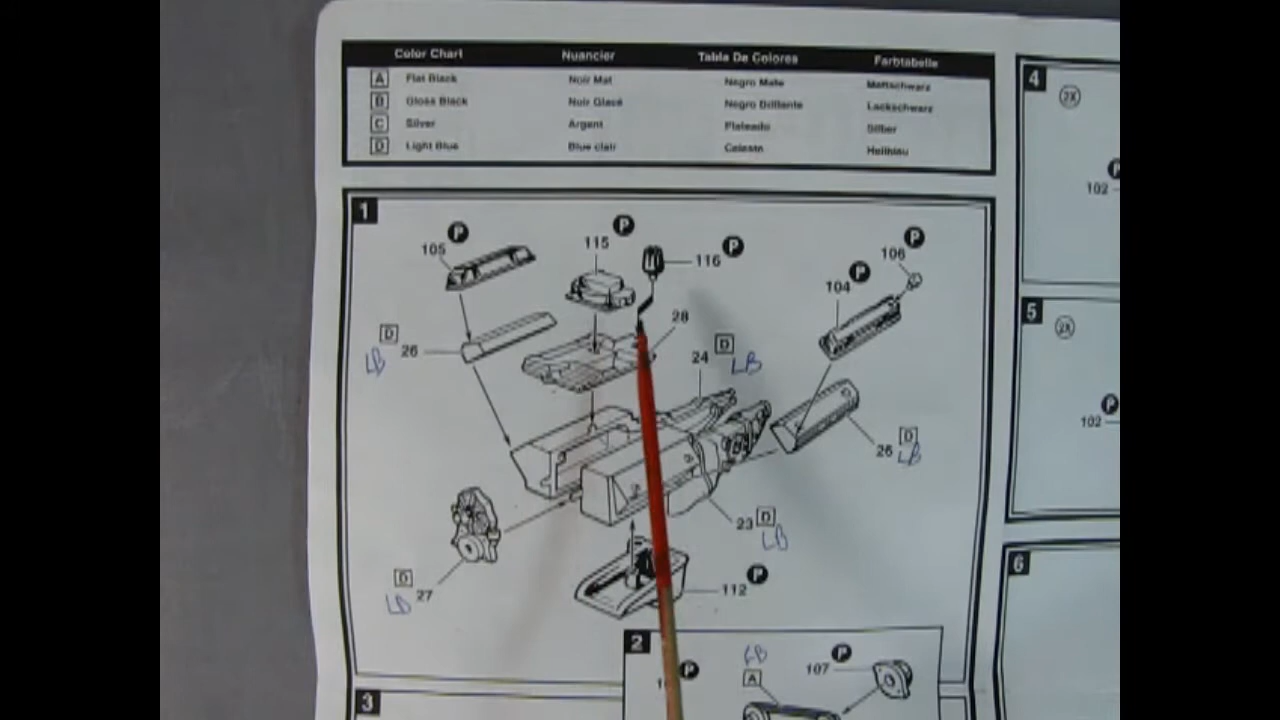 Color Chart Nuancier Tabla De Colores Farbtabelle
A Flat Black Noir Mat Negro Mate Mattschwarz
B Gloss Black Noir Glace Negro Brillante Lackschwarz
C Silver Argent Plateado Silber
D Light Blue Bleu clair Celeste Hellblau
1
105 P
115 P
116 P
106 P
104 P
28
D
26
LB
24 D
LB
26 D
LB
23 D
LB
D
27
LB
112 P
2
P
LB
A
107 P
3
4
2X
P
102
5
2X
P
102
6